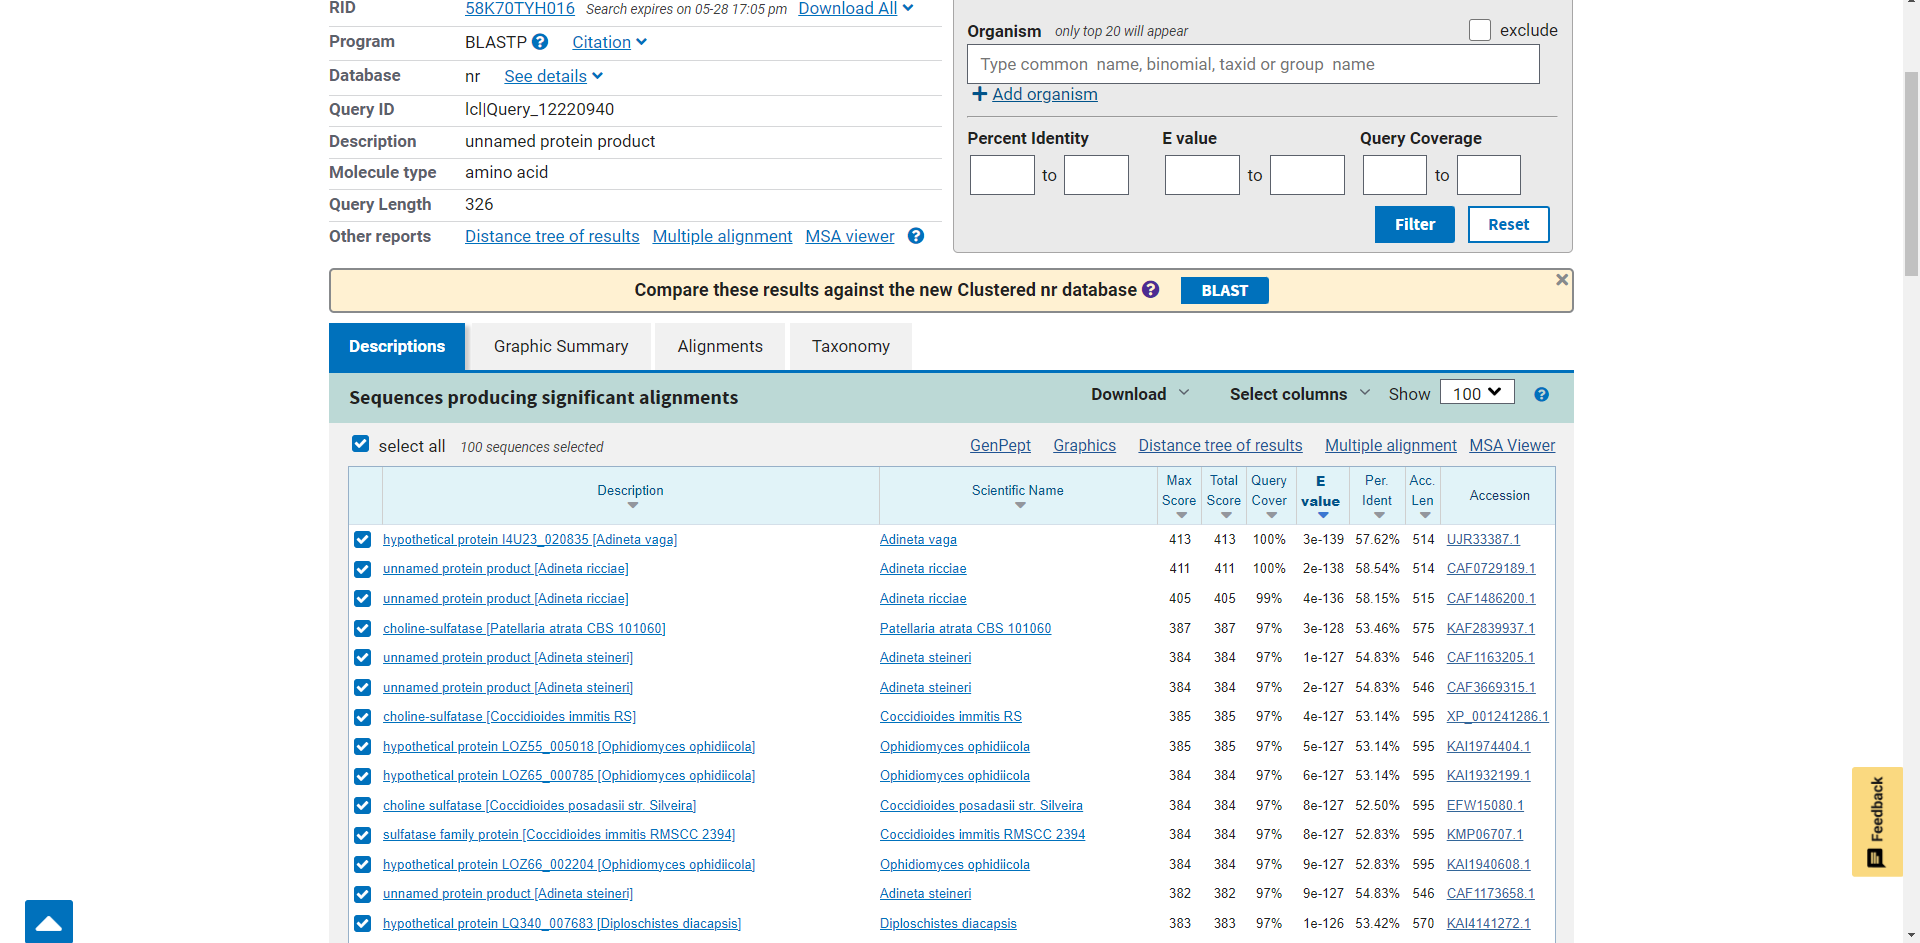 RID 58K70TYH016 Search expires on 05-28 17:05 pm Download All
Program BLASTP Citation
Database nr See details
Query ID lcl|Query_12220940
Description unnamed protein product
Molecule type amino acid
Query Length 326
Other reports Distance tree of results Multiple alignment MSA viewer
Organism only top 20 will appear exclude
Type common name, binomial, taxid or group name
Add organism
Percent Identity E value Query Coverage
to to to
Filter Reset
Compare these results against the new Clustered nr database BLAST
Descriptions Graphic Summary Alignments Taxonomy
Sequences producing significant alignments Download Select columns Show 100
select all 100 sequences selected GenPept Graphics Distance tree of results Multiple alignment MSA Viewer
Description Scientific Name Max Score Total Score Query Cover E value Per. Ident Acc. Len Accession
hypothetical protein I4U23_020835 [Adineta vaga] Adineta vaga 413 413 100% 3e-139 57.62% 514 UJR33387.1
unnamed protein product [Adineta ricciae] Adineta ricciae 411 411 100% 2e-138 58.54% 514 CAF0729189.1
unnamed protein product [Adineta ricciae] Adineta ricciae 405 405 99% 4e-136 58.15% 515 CAF1486200.1
choline-sulfatase [Patellaria atrata CBS 101060] Patellaria atrata CBS 101060 387 387 97% 3e-128 53.46% 575 KAF2839937.1
unnamed protein product [Adineta steineri] Adineta steineri 384 384 97% 1e-127 54.83% 546 CAF1163205.1
unnamed protein product [Adineta steineri] Adineta steineri 384 384 97% 2e-127 54.83% 546 CAF3669315.1
choline-sulfatase [Coccidioides immitis RS] Coccidioides immitis RS 385 385 97% 4e-127 53.14% 595 XP_001241286.1
hypothetical protein LOZ55_005018 [Ophidiomyces ophidiicola] Ophidiomyces ophidiicola 385 385 97% 5e-127 53.14% 595 KAI1974404.1
hypothetical protein LOZ65_000785 [Ophidiomyces ophidiicola] Ophidiomyces ophidiicola 384 384 97% 6e-127 53.14% 595 KAI1932199.1
choline sulfatase [Coccidioides posadasii str. Silveira] Coccidioides posadasii str. Silveira 384 384 97% 8e-127 52.50% 595 EFW15080.1
sulfatase family protein [Coccidioides immitis RMSCC 2394] Coccidioides immitis RMSCC 2394 384 384 97% 8e-127 52.83% 595 KMP06707.1
hypothetical protein LOZ66_002204 [Ophidiomyces ophidiicola] Ophidiomyces ophidiicola 384 384 97% 9e-127 52.83% 595 KAI1940608.1
unnamed protein product [Adineta steineri] Adineta steineri 382 382 97% 9e-127 54.83% 546 CAF1173658.1
hypothetical protein LQ340_007683 [Diploschistes diacapsis] Diploschistes diacapsis 383 383 97% 1e-126 53.42% 570 KAI4141272.1
Feedback